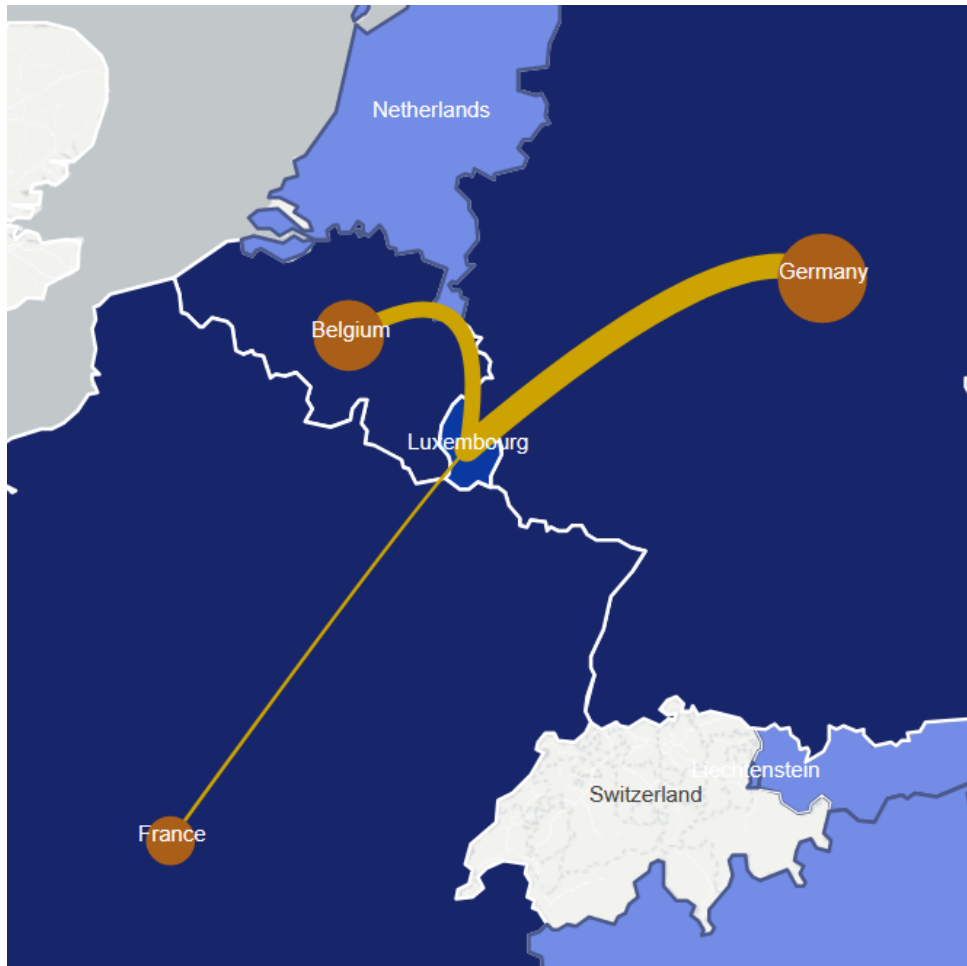 Netherlands
Germany
Belgium
Luxembourg
Liechtenstein
Switzerland
France